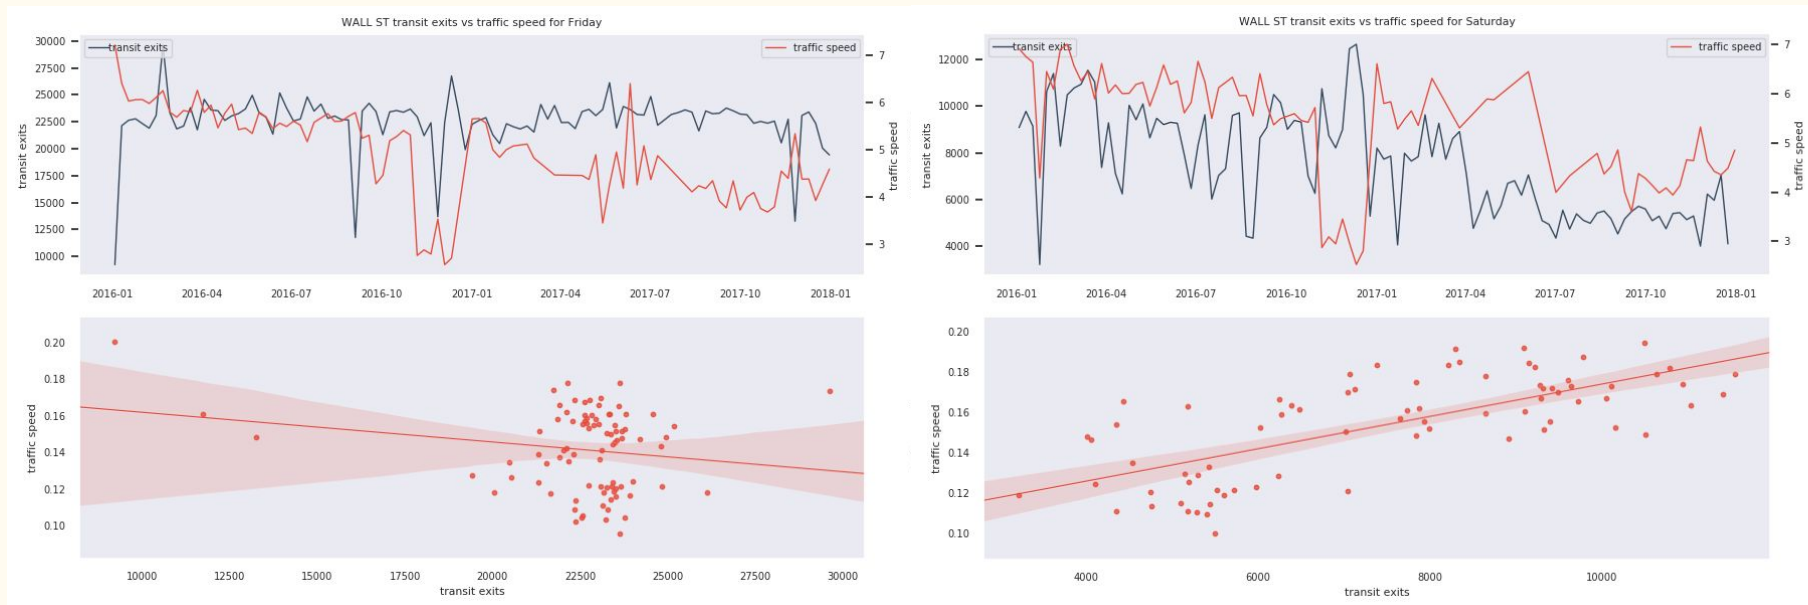 WALL ST transit exits vs traffic speed for Friday
transit exits
traffic speed
30000
27500
25000
22500
20000
17500
15000
12500
10000
transit exits
7
6
5
4
3
traffic speed
2016-01 2016-04 2016-07 2016-10 2017-01 2017-04 2017-07 2017-10 2018-01
0.20
0.18
0.16
0.14
0.12
0.10
traffic speed
10000 12500 15000 17500 20000 22500 25000 27500 30000
transit exits
WALL ST transit exits vs traffic speed for Saturday
transit exits
traffic speed
12000
10000
8000
6000
4000
transit exits
7
6
5
4
3
traffic speed
2016-01 2016-04 2016-07 2016-10 2017-01 2017-04 2017-07 2017-10 2018-01
0.20
0.18
0.16
0.14
0.12
0.10
traffic speed
4000 6000 8000 10000
transit exits